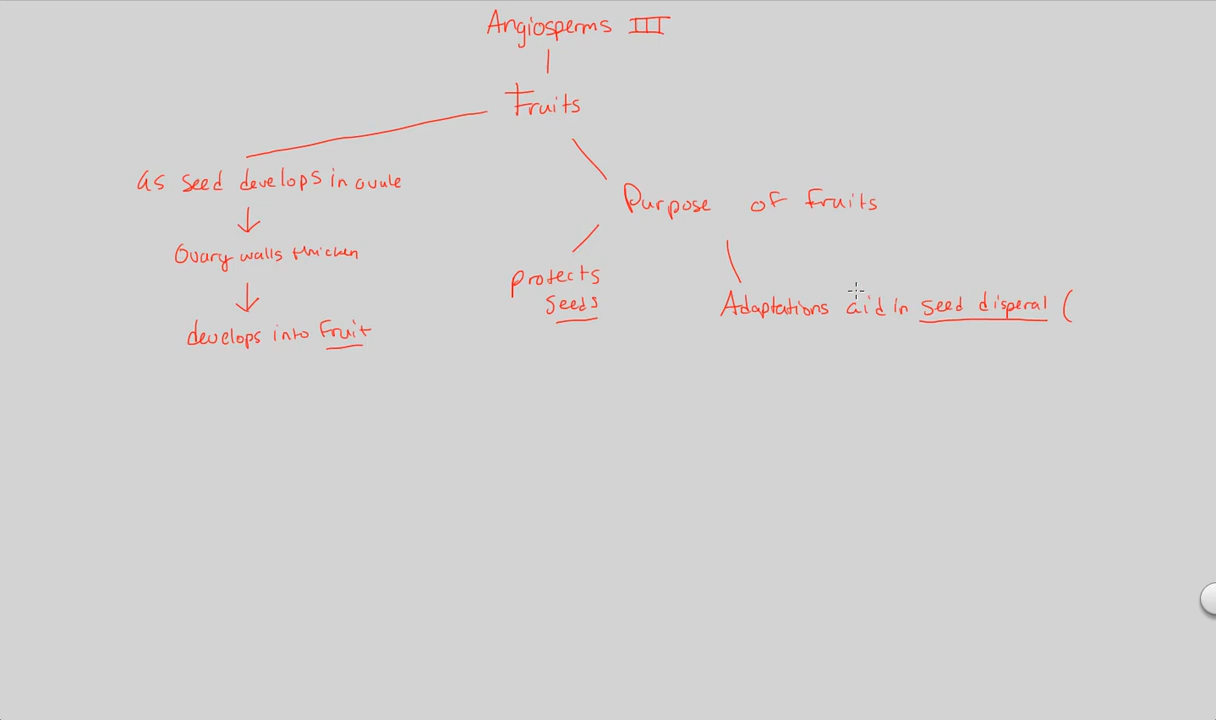 Angiosperms III
Fruits
as seed develops in ovule
Ovary walls thicken
develops into fruit
Purpose of fruits
protects
seeds
Adaptations aid in seed disperal (